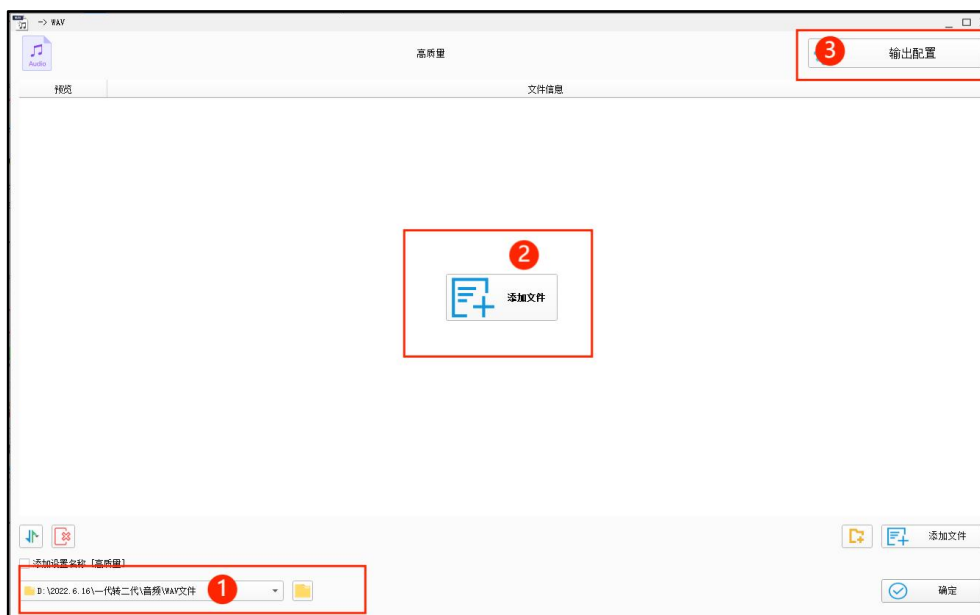 -> WAV
Audio
高质量
3
输出配置
预览
文件信息
2
添加文件
添加文件
添加设置名称 [高质量]
D:\2022.6.16\一代转二代\音频\WAV文件
1
确定